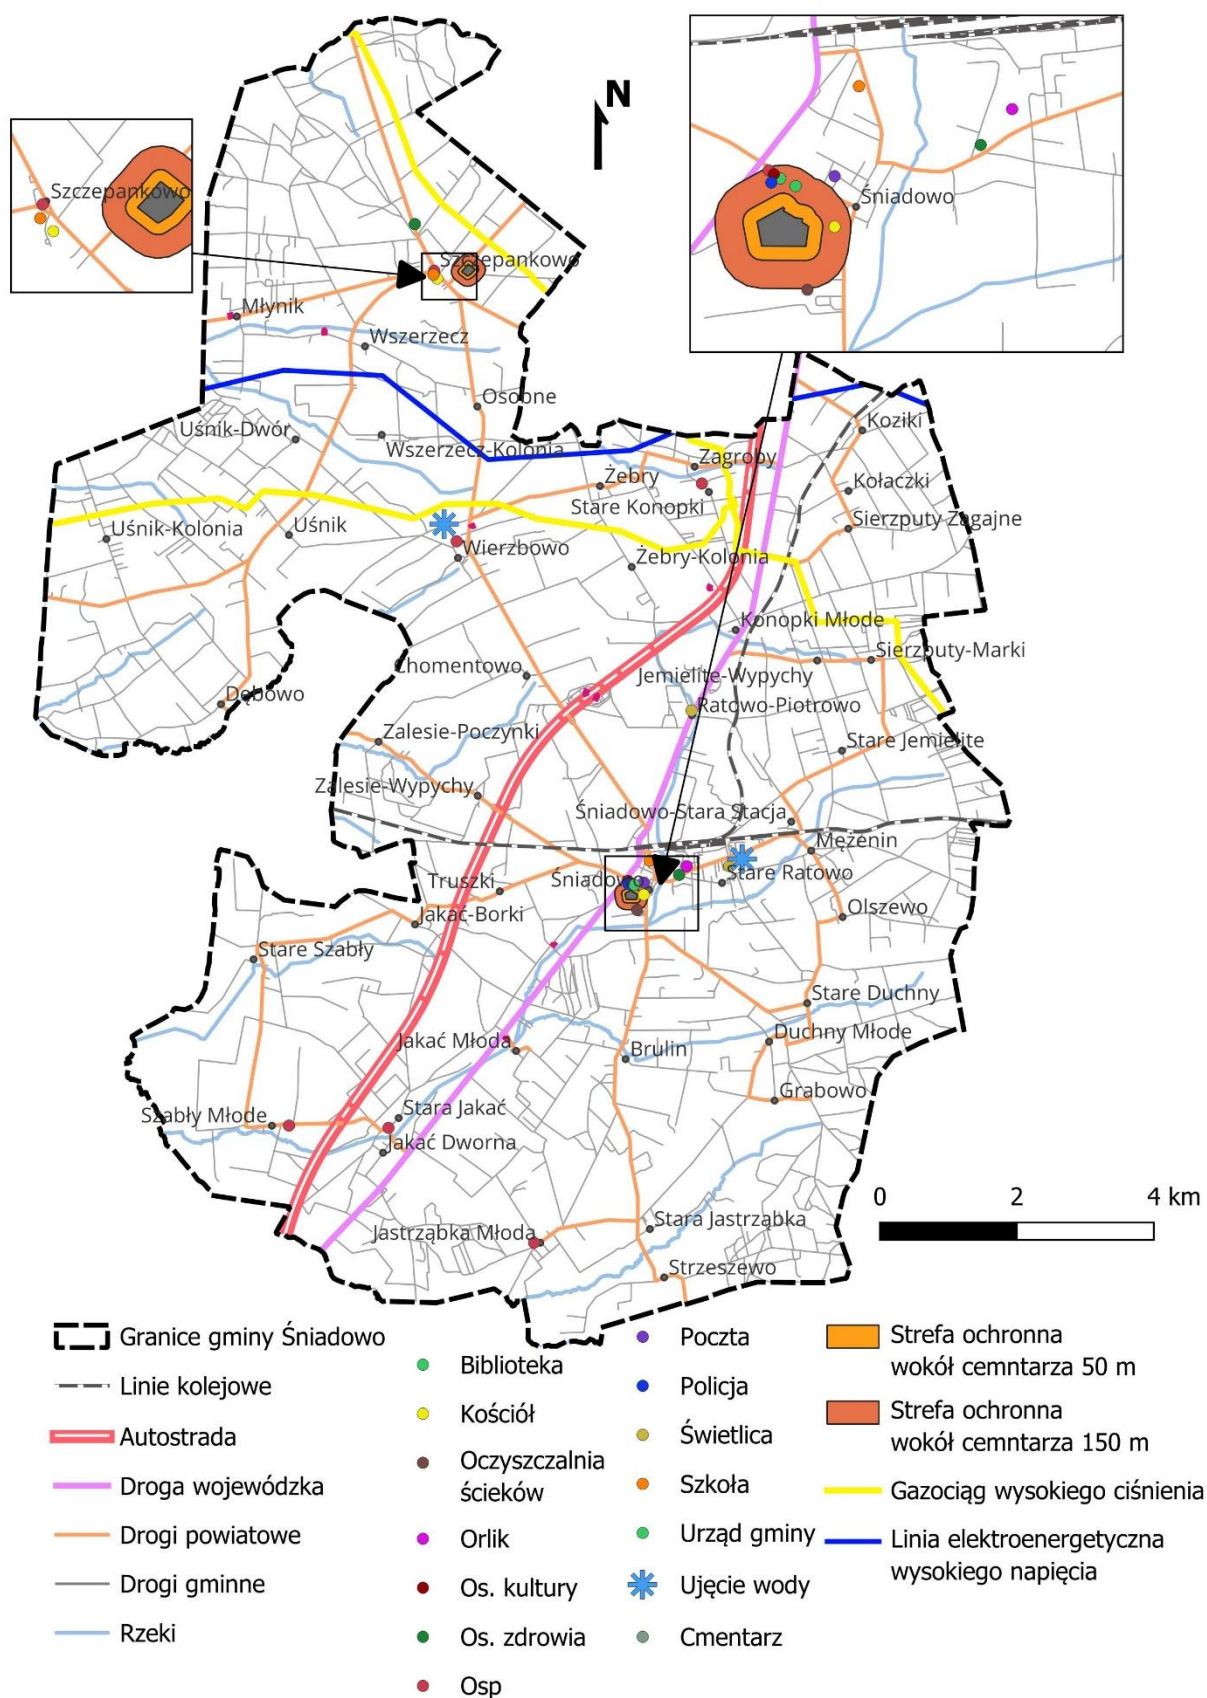 N
Szczepankowo
Śniadowo
Szczepankowo
Młynik
Wszerzecz
Osobne
Koziki
Uśnik-Dwór
Wszerzecz-Kolonia
Zagroby
Żebry
Kołaczki
Stare Konopki
Uśnik-Kolonia
Uśnik
Sierzputy Zagajne
Wierzbowo
Żebry-Kolonia
Konopki Młode
Chomentowo
Jemielite-Wypychy
Sierzputy-Marki
Dębowo
Ratowo-Piotrowo
Zalesie-Poczynki
Stare Jemielite
Zalesie-Wypychy
Śniadowo-Stara Stacja
Mężenin
Truszki
Śniadowo
Stare Ratowo
Jakać-Borki
Olszewo
Stare Szabły
Stare Duchny
Jakać Młoda
Duchny Młode
Brulin
Grabowo
Szabły Młode
Stara Jakać
Jakać Dworna
0 2 4 km
Jastrząbka Młoda
Stara Jastrząbka
Strzeszewo
Granice gminy Śniadowo
Linie kolejowe
Autostrada
Droga wojewódzka
Drogi powiatowe
Drogi gminne
Rzeki
Biblioteka
Kościół
Oczyszczalnia
ścieków
Orlik
Os. kultury
Os. zdrowia
Osp
Poczta
Policja
Świetlica
Szkoła
Urząd gminy
Ujęcie wody
Cmentarz
Strefa ochronna
wokół cemntarza 50 m
Strefa ochronna
wokół cemntarza 150 m
Gazociąg wysokiego ciśnienia
Linia elektroenergetyczna
wysokiego napięcia